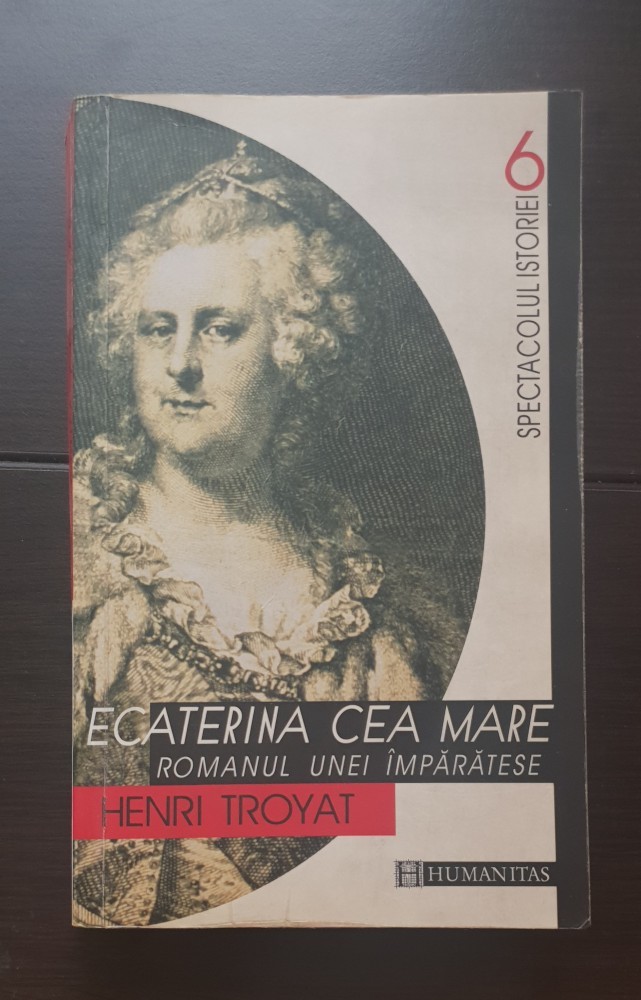 6
SPECTACOLUL ISTORIEI
ECATERINA CEA MARE
ROMANUL UNEI ÎMPĂRĂTESE
HENRI TROYAT
HUMANITAS